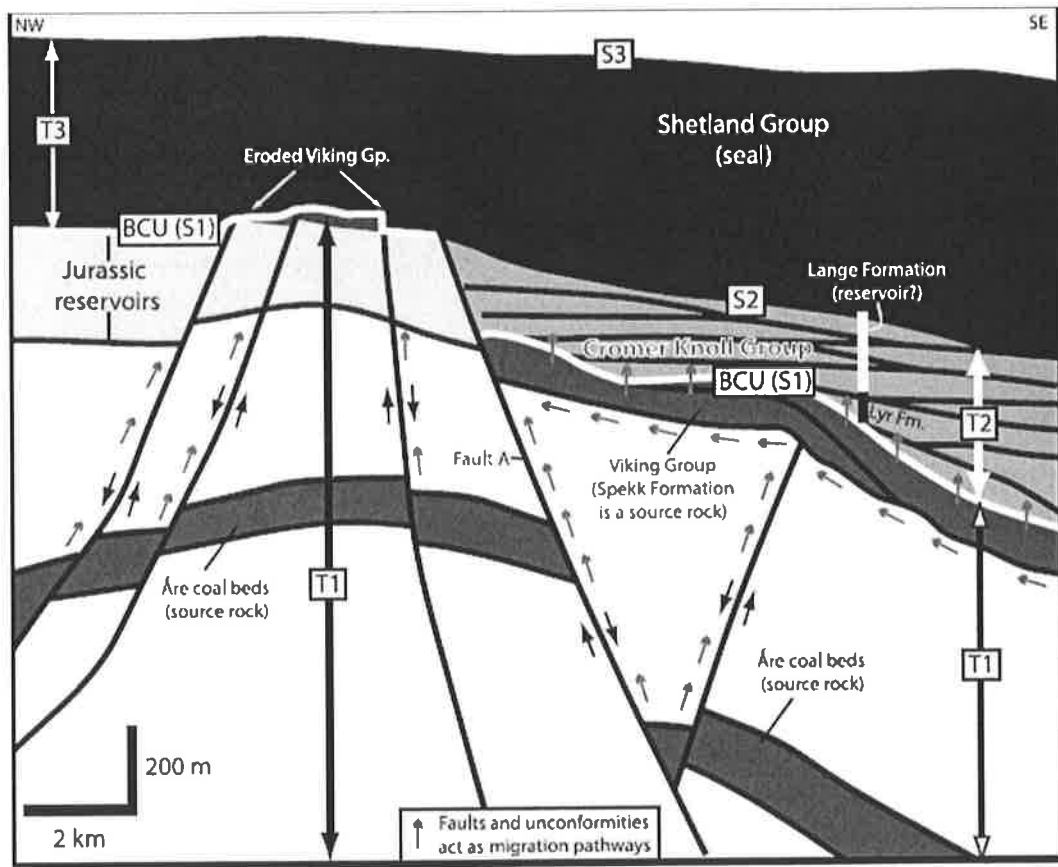 NW
SE
S3
T3
Shetland Group
(seal)
Eroded Viking Gp.
BCU (S1)
Lange Formation
(reservoir?)
Jurassic
reservoirs
S2
Cromer Knoll Group
BCU (S1)
Lyr Fm.
T2
Fault A
Viking Group
(Spekk Formation
is a source rock)
Åre coal beds
(source rock)
T1
Åre coal beds
(source rock)
T1
200 m
2 km
Faults and unconformities
act as migration pathways